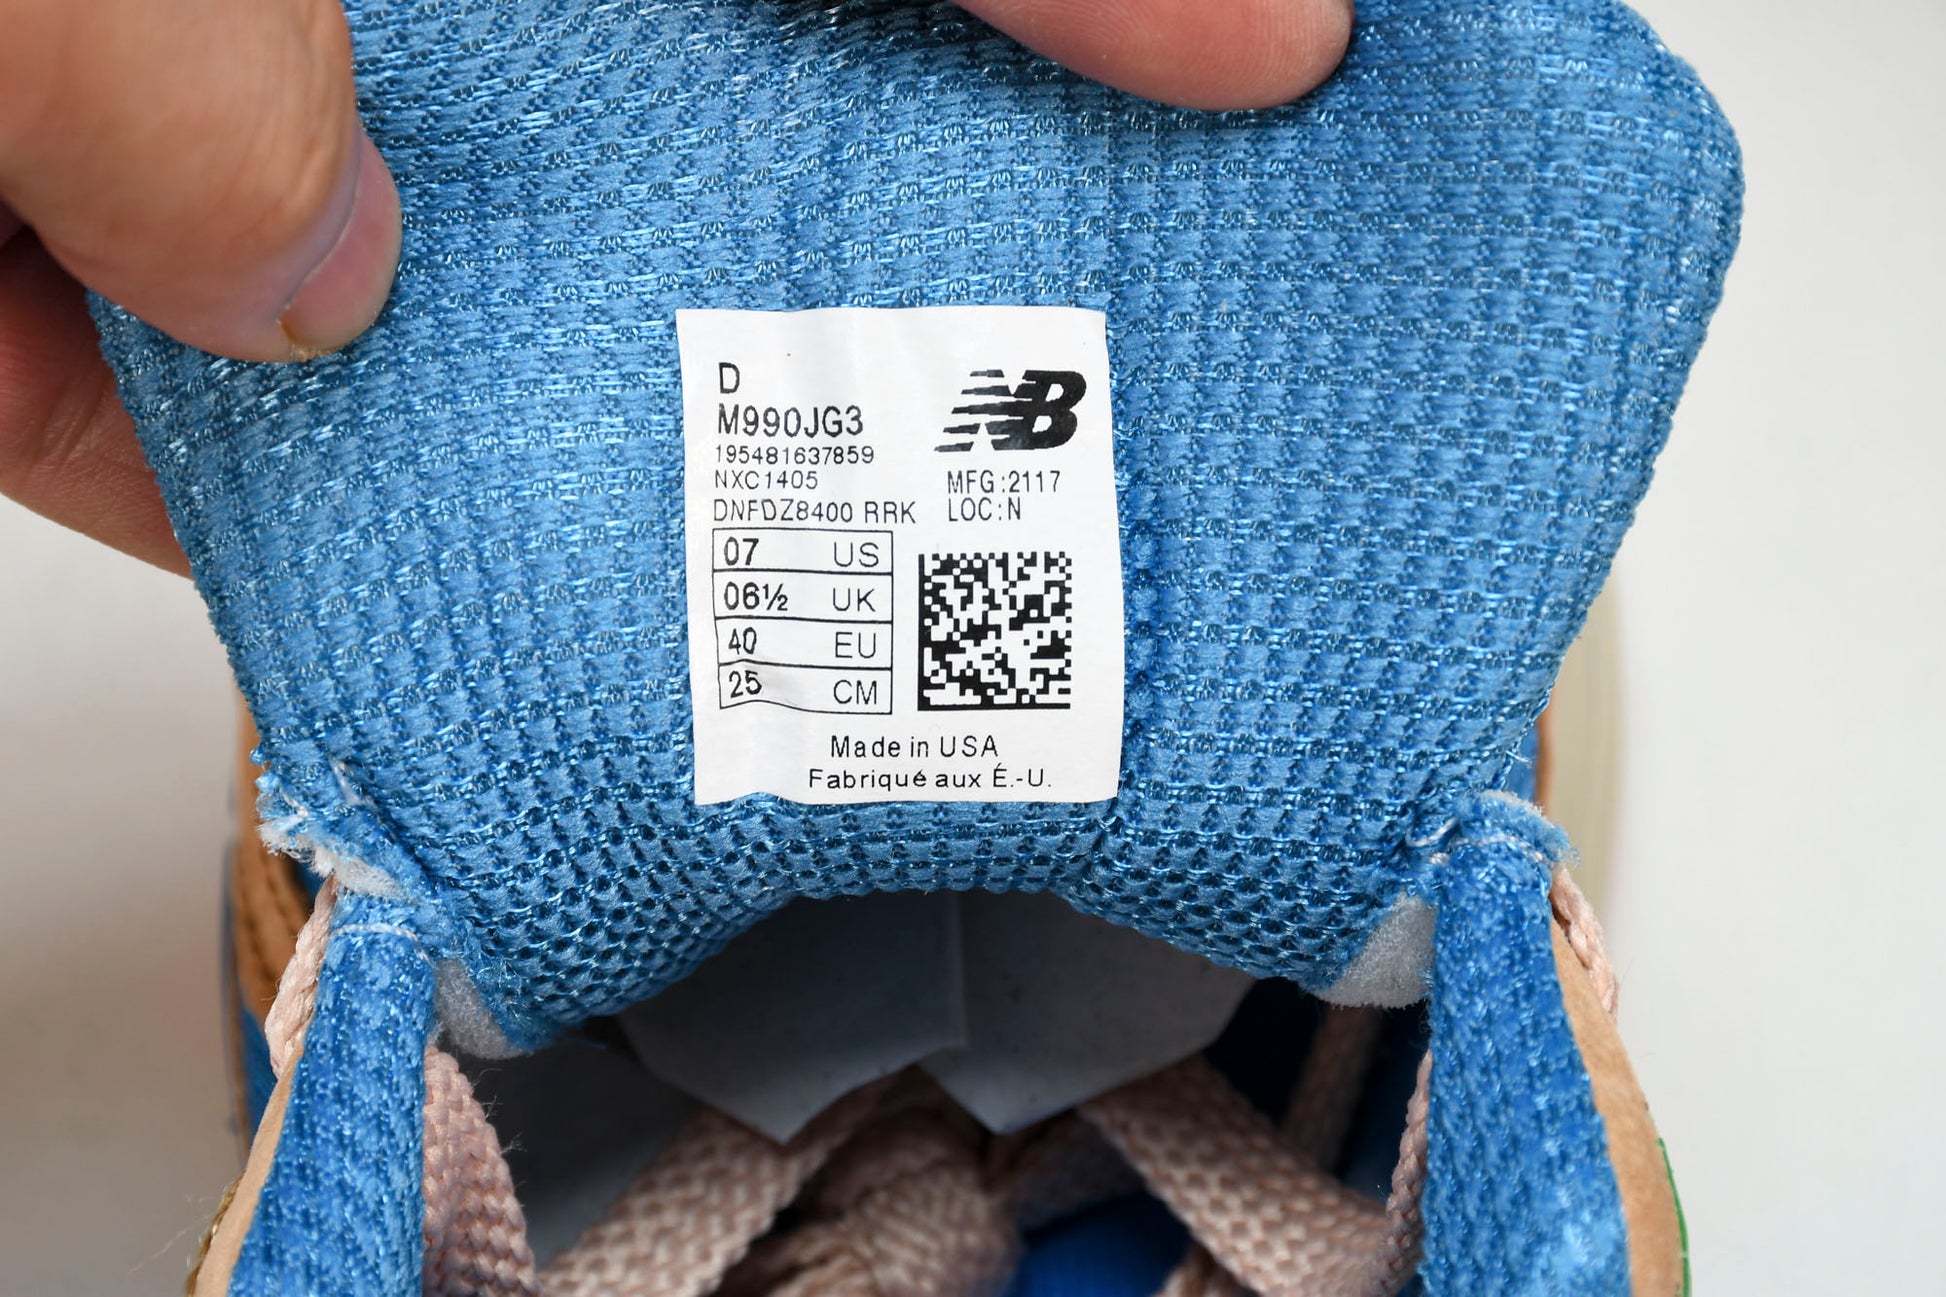 D
M990JG3
195481637859
NXC1405
DNFDZ8400 RRK
NB
MFG:2117
LOC:N
07 US
06½ UK
40 EU
25 CM
Made in USA
Fabriqué aux É.-U.